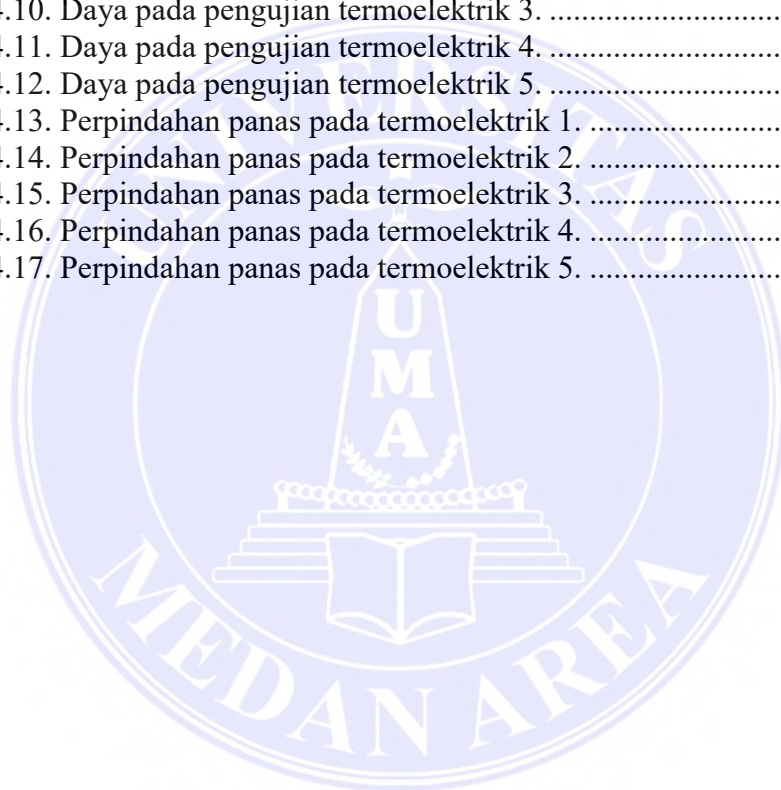 4.10. Daya pada pengujian termoelektrik 3. ..............................
4.11. Daya pada pengujian termoelektrik 4. ..............................
4.12. Daya pada pengujian termoelektrik 5. ..............................
4.13. Perpindahan panas pada termoelektrik 1. .........................
4.14. Perpindahan panas pada termoelektrik 2. .........................
4.15. Perpindahan panas pada termoelektrik 3. .........................
4.16. Perpindahan panas pada termoelektrik 4. .........................
4.17. Perpindahan panas pada termoelektrik 5. .........................
UNIVERSITAS
U
M
A
MEDAN AREA